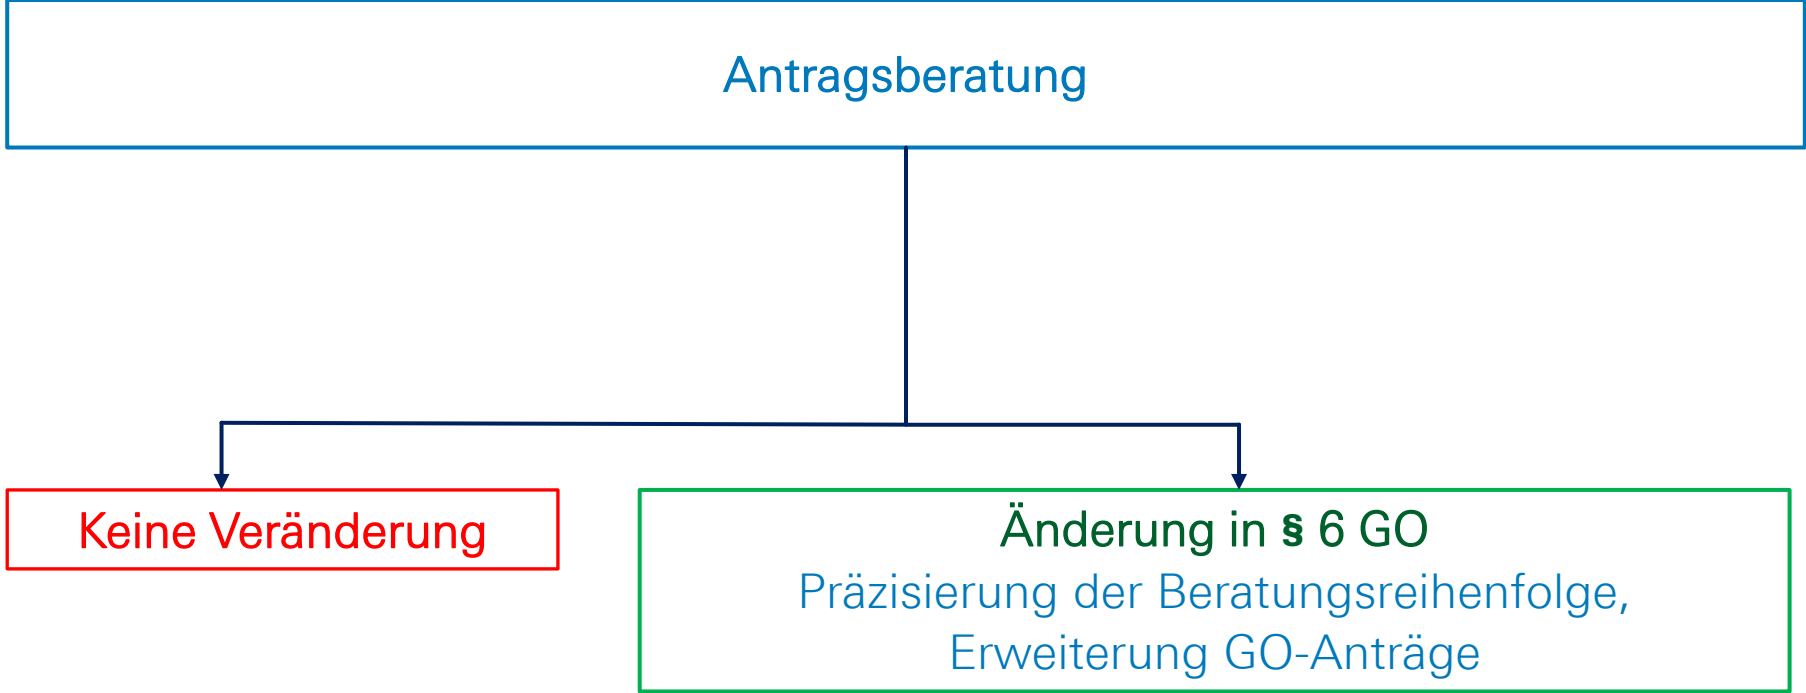 Antragsberatung
Keine Veränderung
Änderung in § 6 GO
Präzisierung der Beratungsreihenfolge,
Erweiterung GO-Anträge